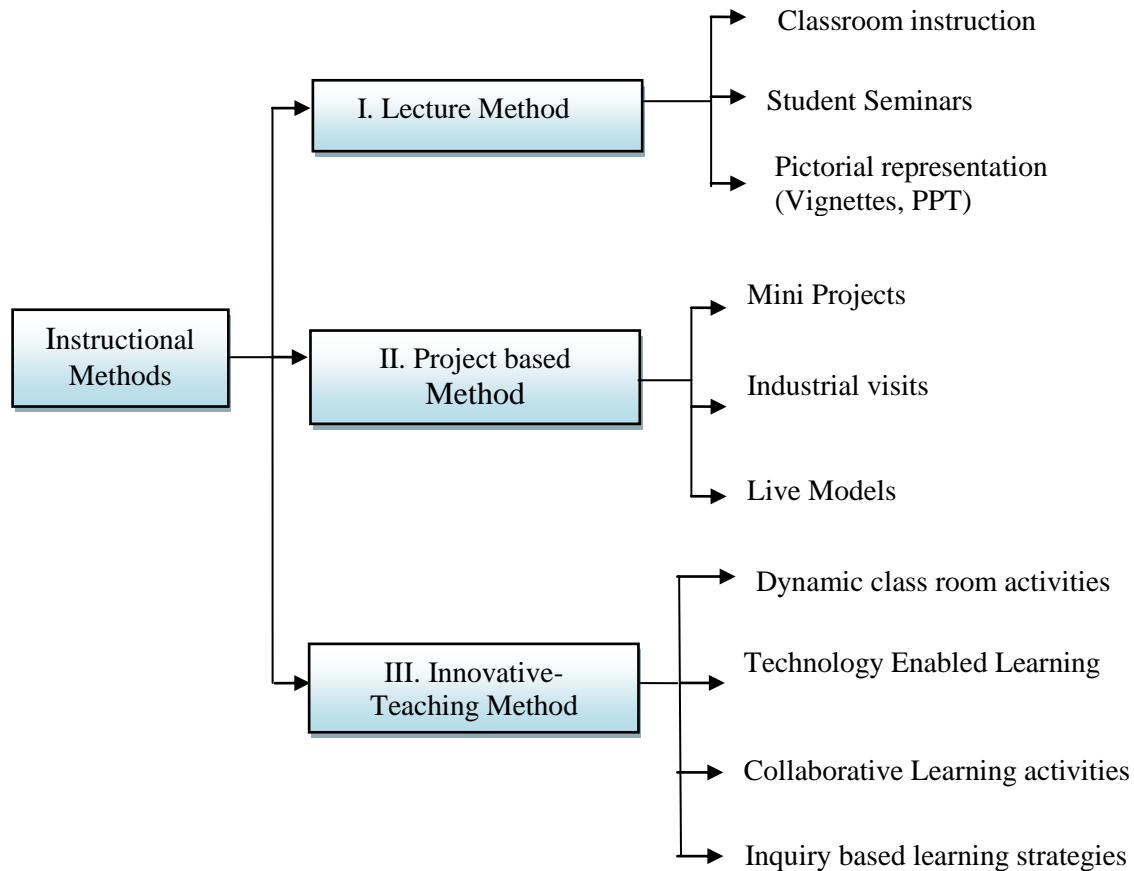 Classroom instruction
I. Lecture Method
Student Seminars
Pictorial representation
(Vignettes, PPT)
Instructional
Methods
Mini Projects
II. Project based
Method
Industrial visits
Live Models
Dynamic class room activities
III. Innovative-
Teaching Method
Technology Enabled Learning
Collaborative Learning activities
Inquiry based learning strategies